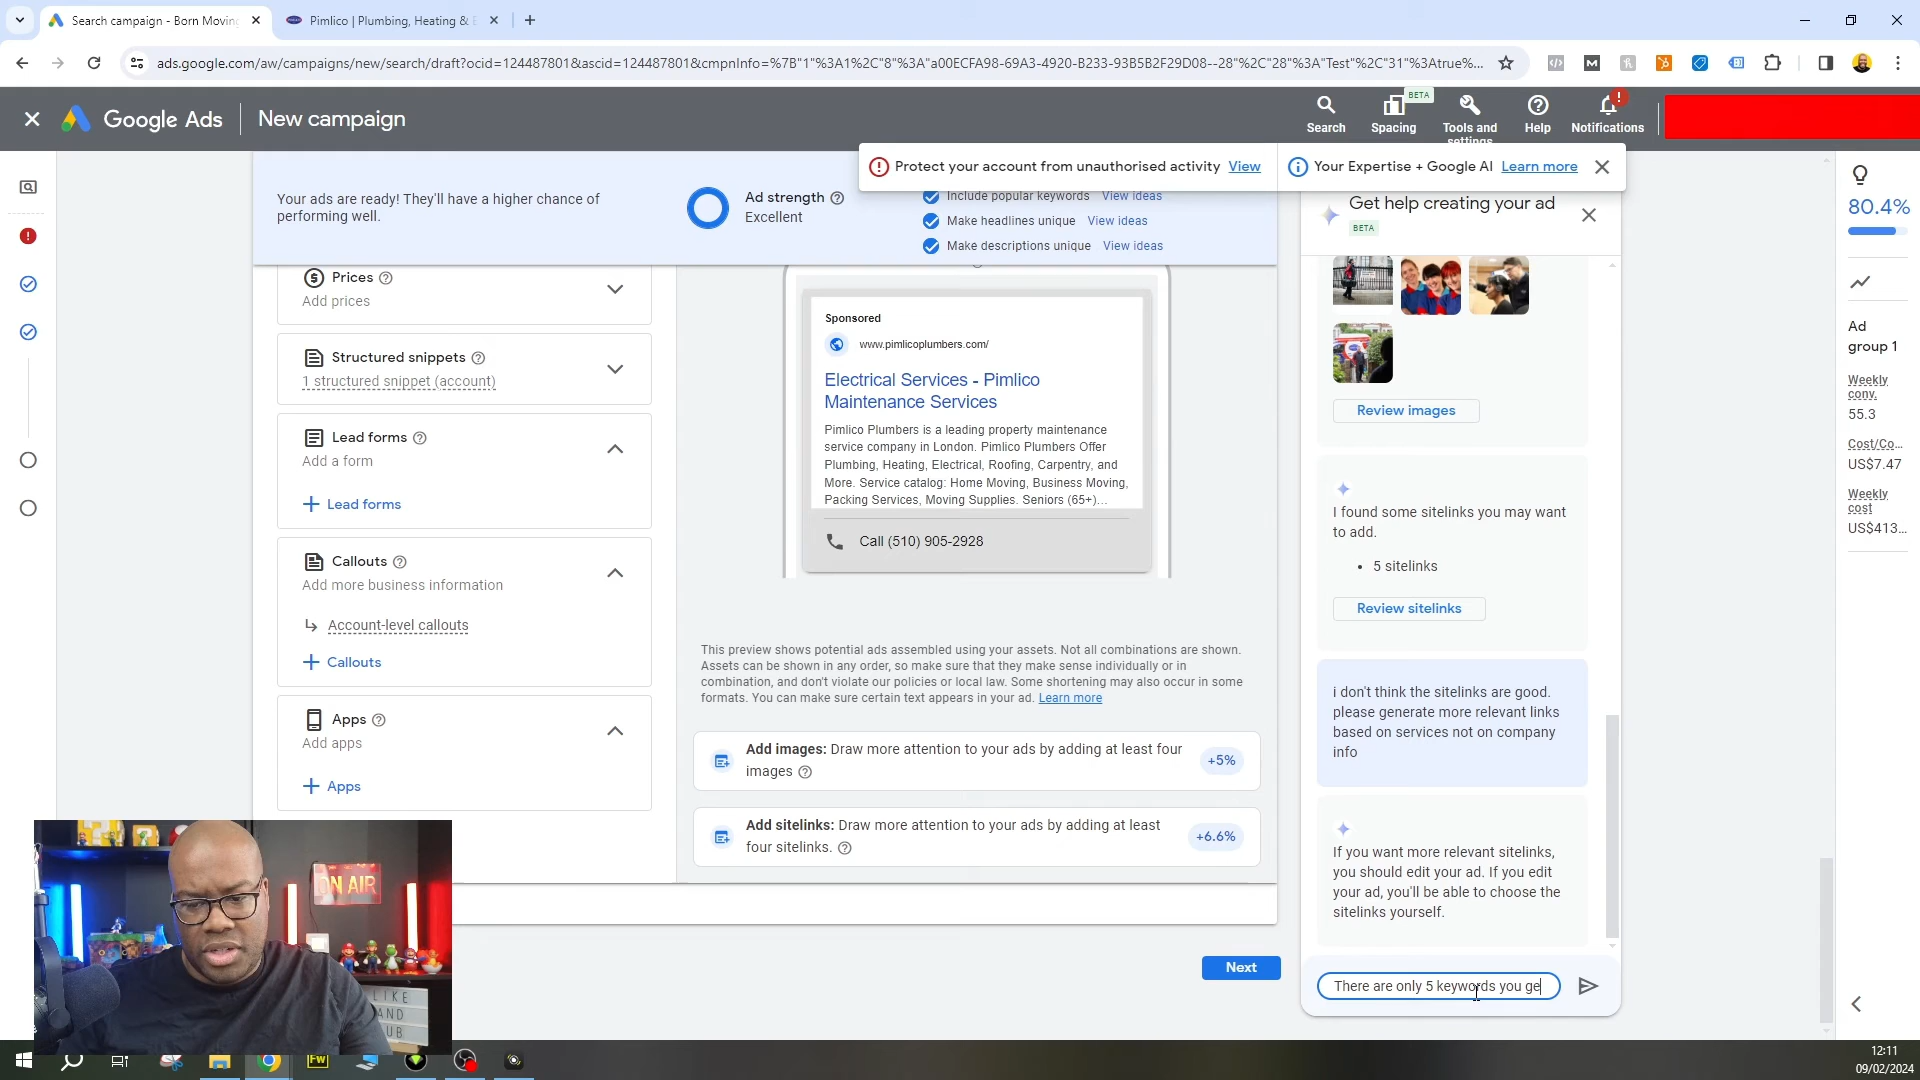 Search campaign - Born Moving
Pimlico | Plumbing, Heating & E
ads.google.com/aw/campaigns/new/search/draft?ocid=124487801&ascid=124487801&cmpnInfo=%7B"1"%3A1%2C"8"%3A"a00ECFA98-69A3-4920-B233-93B5B2F29D08--28"%2C"28"%3A"Test"%2C"31"%3Atrue%...
Google Ads
New campaign
Search
BETA
Spacing
Tools and settings
Help
Notifications
Protect your account from unauthorised activity View
Your Expertise + Google AI Learn more
Your ads are ready! They'll have a higher chance of
performing well.
Ad strength
Excellent
Include popular keywords View ideas
Make headlines unique View ideas
Make descriptions unique View ideas
Prices
Add prices
Structured snippets
1 structured snippet (account)
Lead forms
Add a form
Lead forms
Callouts
Add more business information
Account-level callouts
Callouts
Apps
Add apps
Apps
Sponsored
www.pimlicoplumbers.com/
Electrical Services - Pimlico
Maintenance Services
Pimlico Plumbers is a leading property maintenance
service company in London. Pimlico Plumbers Offer
Plumbing, Heating, Electrical, Roofing, Carpentry, and
More. Service catalog: Home Moving, Business Moving,
Packing Services, Moving Supplies. Seniors (65+)...
Call (510) 905-2928
This preview shows potential ads assembled using your assets. Not all combinations are shown.
Assets can be shown in any order, so make sure that they make sense individually or in
combination, and don't violate our policies or local law. Some shortening may also occur in some
formats. You can make sure certain text appears in your ad. Learn more
Add images: Draw more attention to your ads by adding at least four
images
+5%
Add sitelinks: Draw more attention to your ads by adding at least
four sitelinks.
+6.6%
Next
Get help creating your ad
BETA
Review images
I found some sitelinks you may want
to add.
• 5 sitelinks
Review sitelinks
i don't think the sitelinks are good.
please generate more relevant links
based on services not on company
info
If you want more relevant sitelinks,
you should edit your ad. If you edit
your ad, you'll be able to choose the
sitelinks yourself.
There are only 5 keywords you ge
80.4%
Ad
group 1
Weekly
conv.
55.3
Cost/Co...
US$7.47
Weekly
cost
US$413...
ON AIR
LIKE
AND
UB
FW
12:11
09/02/2024